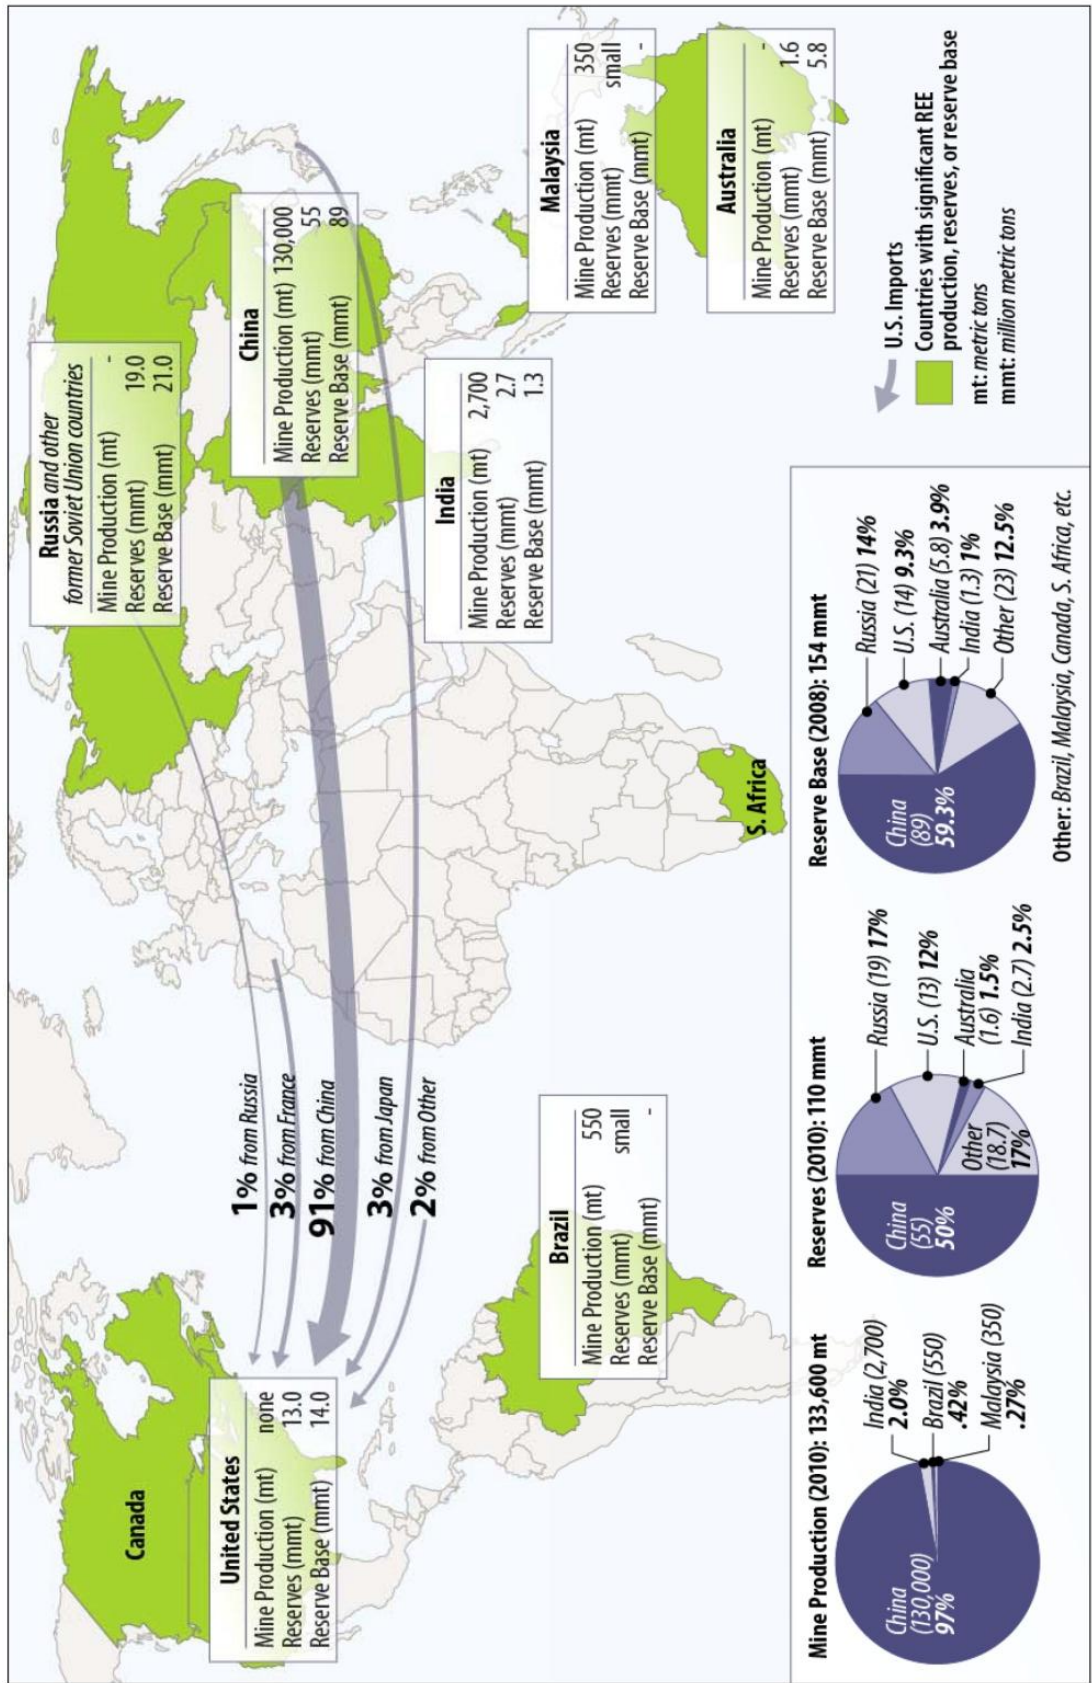 Canada
United States
Mine Production (mt) none
Reserves (mmt) 13.0
Reserve Base (mmt) 14.0
1% from Russia
3% from France
91% from China
3% from Japan
2% from Other
Brazil
Mine Production (mt) 550
Reserves (mmt) small
Reserve Base (mmt) -
S. Africa
Russia and other
former Soviet Union countries
Mine Production (mt) -
Reserves (mmt) 19.0
Reserve Base (mmt) 21.0
China
Mine Production (mt) 130,000
Reserves (mmt) 55
Reserve Base (mmt) 89
India
Mine Production (mt) 2,700
Reserves (mmt) 2.7
Reserve Base (mmt) 1.3
Malaysia
Mine Production (mt) 350
Reserves (mmt) small
Reserve Base (mmt) -
Australia
Mine Production (mt) -
Reserves (mmt) 1.6
Reserve Base (mmt) 5.8
U.S. Imports
Countries with significant REE
production, reserves, or reserve base
mt: metric tons
mmt: million metric tons
Mine Production (2010): 133,600 mt
China
(130,000)
97%
India (2,700)
2.0%
Brazil (550)
.42%
Malaysia (350)
.27%
Reserves (2010): 110 mmt
China
(55)
50%
Russia (19) 17%
U.S. (13) 12%
Australia
(1.6) 1.5%
India (2.7) 2.5%
Other
(18.7)
17%
Reserve Base (2008): 154 mmt
China
(89)
59.3%
Russia (21) 14%
U.S. (14) 9.3%
Australia (5.8) 3.9%
India (1.3) 1%
Other (23) 12.5%
Other: Brazil, Malaysia, Canada, S. Africa, etc.